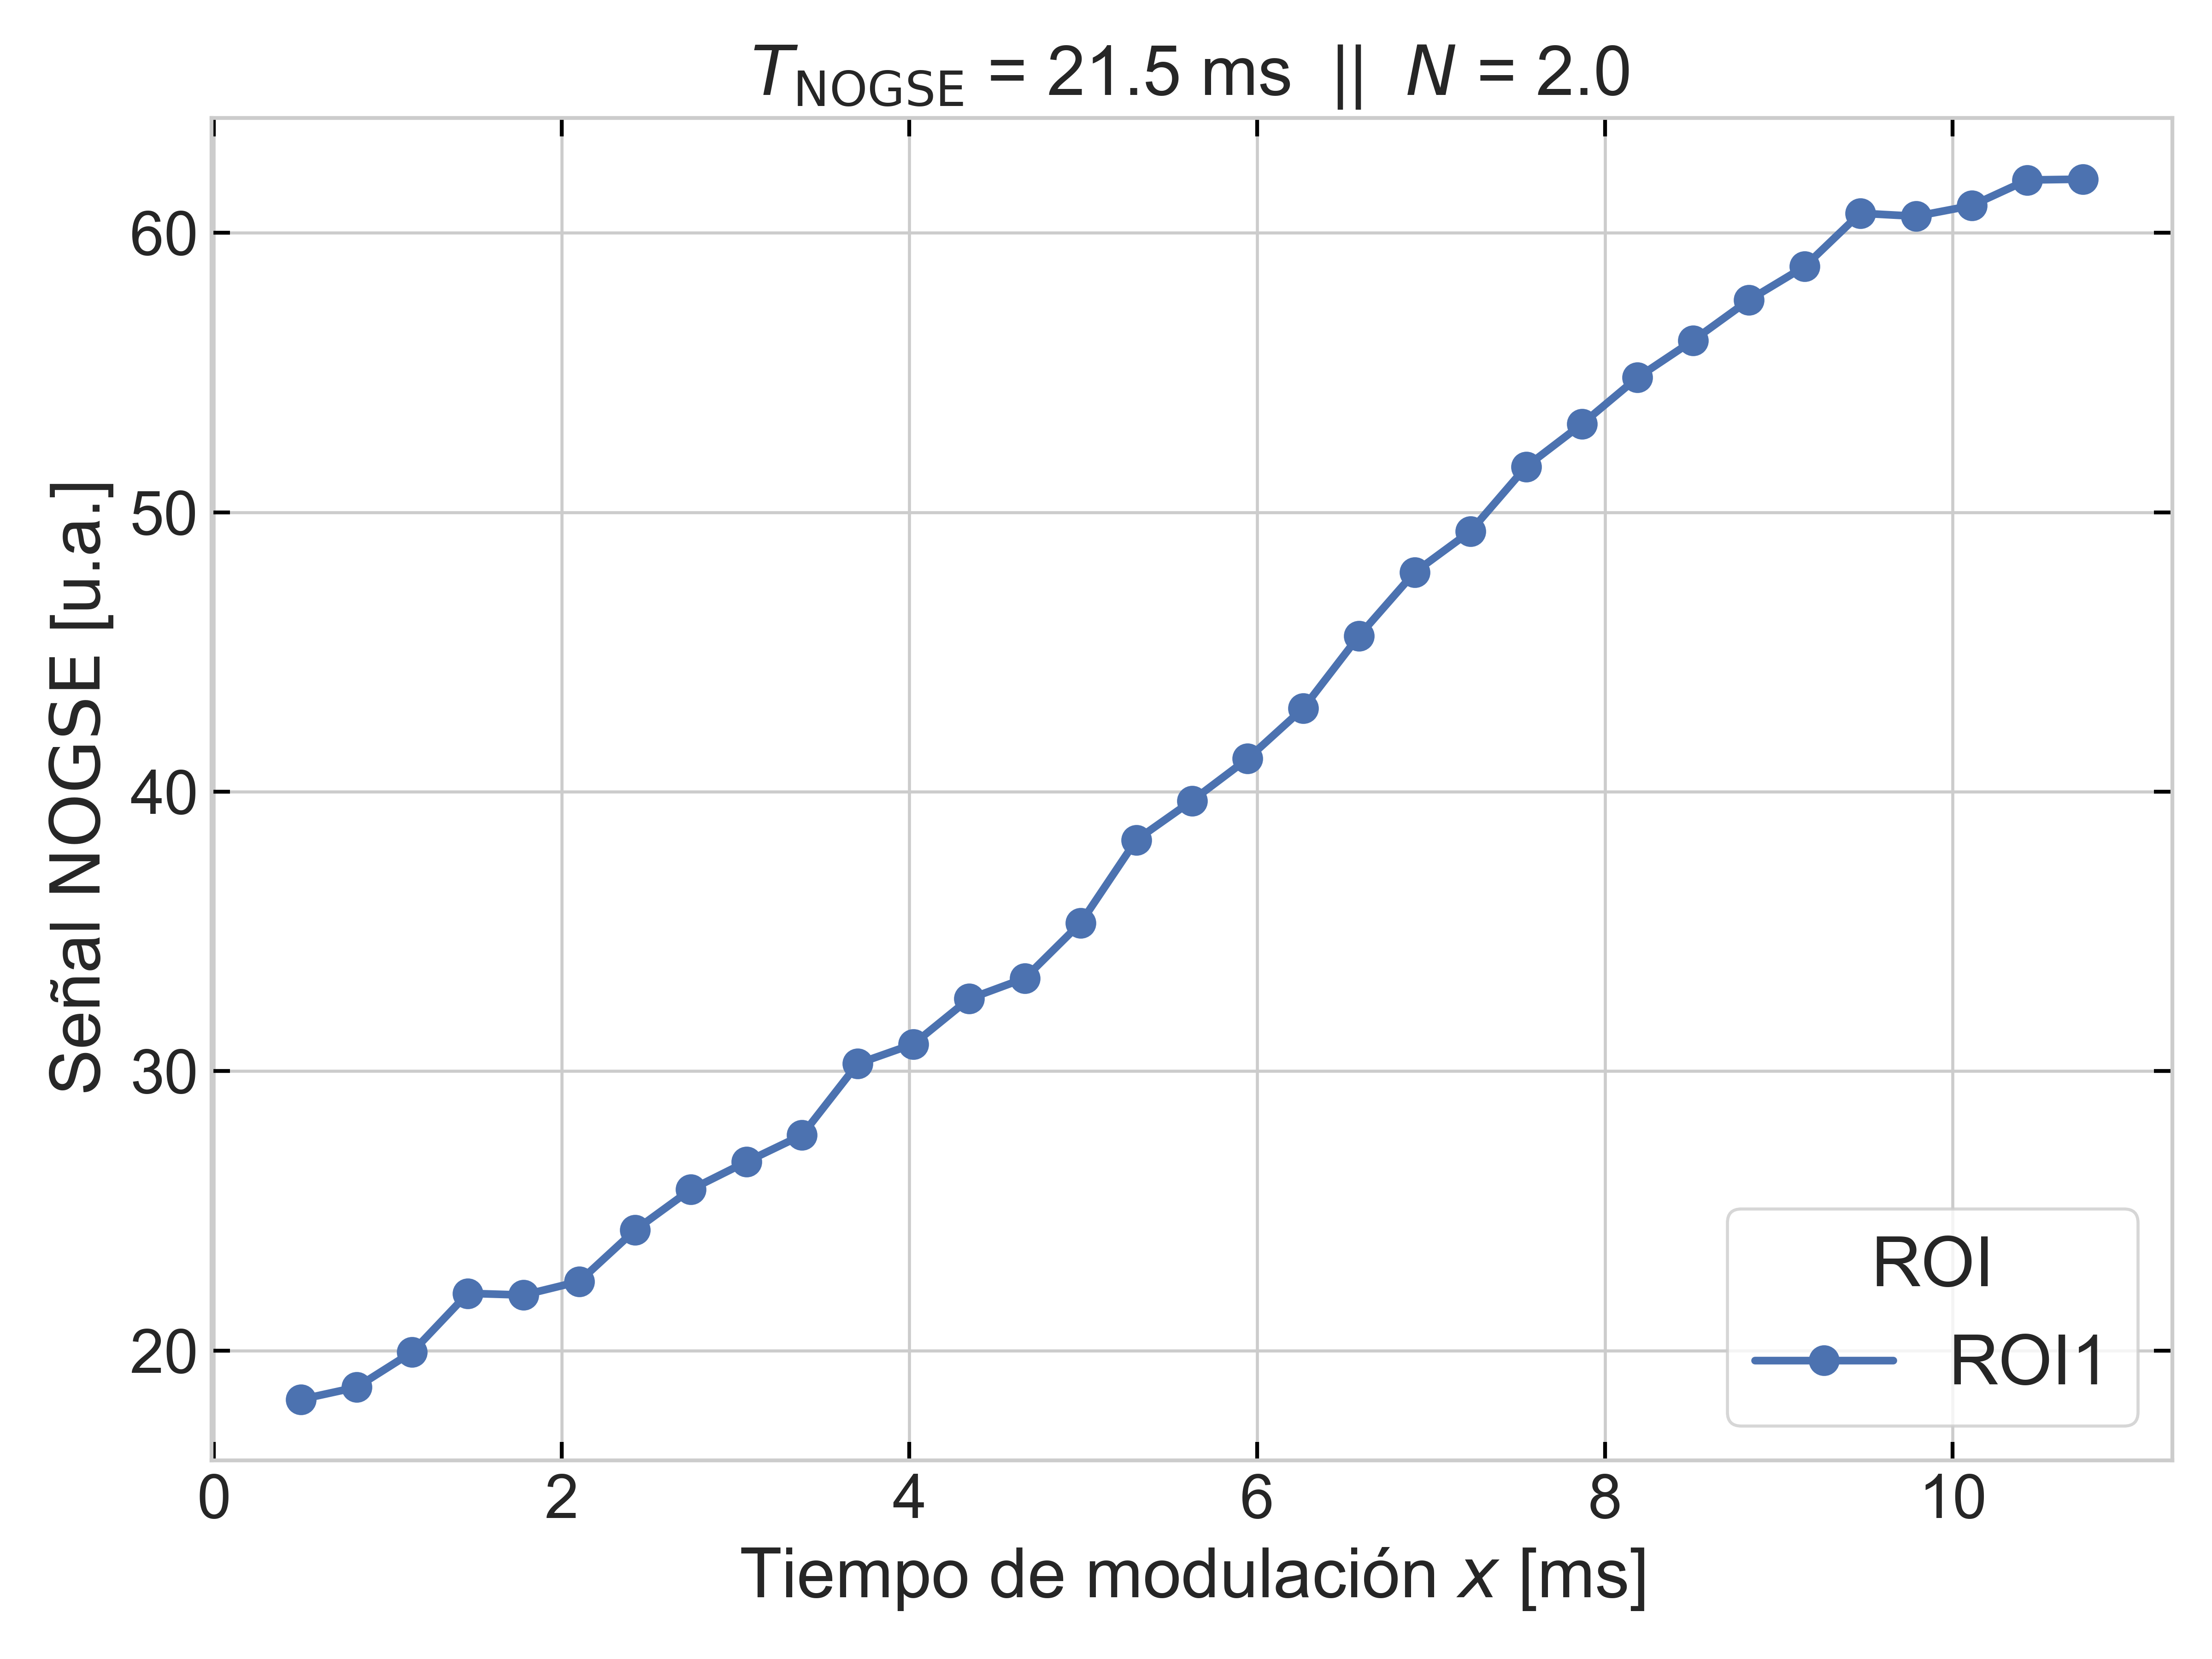 T_NOGSE = 21.5 ms || N = 2.0
Señal NOGSE [u.a.]
60
50
40
30
20
ROI
ROI1
0 2 4 6 8 10
Tiempo de modulación x [ms]